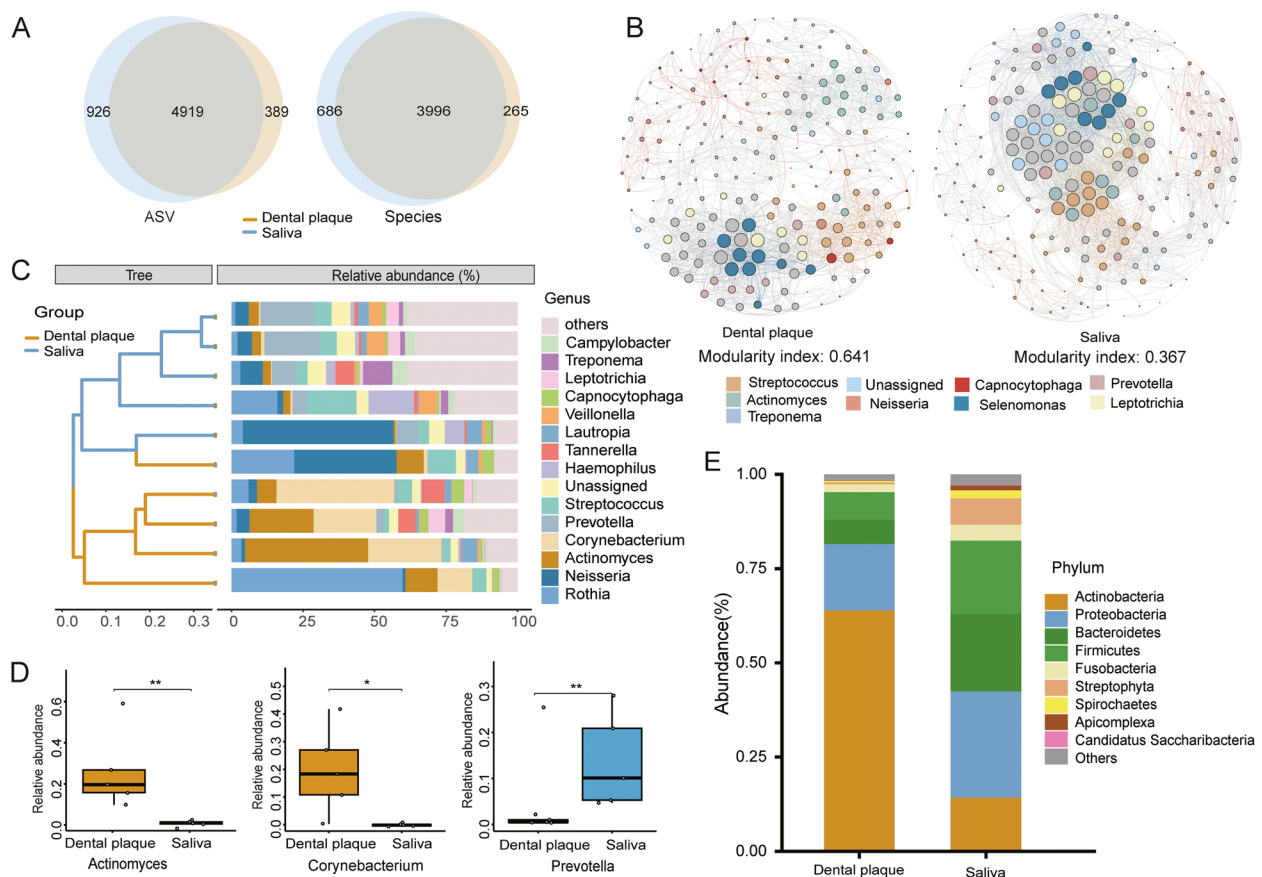 A
926
4919
389
686
3996
265
ASV
Species
Dental plaque
Saliva
B
Dental plaque
Saliva
Modularity index: 0.641
Modularity index: 0.367
Streptococcus
Unassigned
Capnocytophaga
Prevotella
Actinomyces
Neisseria
Selenomonas
Leptotrichia
Treponema
C
Tree
Relative abundance (%)
Group
Dental plaque
Saliva
Genus
others
Campylobacter
Treponema
Leptotrichia
Capnocytophaga
Veillonella
Lautropia
Tannerella
Haemophilus
Unassigned
Streptococcus
Prevotella
Corynebacterium
Actinomyces
Neisseria
Rothia
0.0 0.1 0.2 0.3
0 25 50 75 100
D
Relative abundance
0.6
0.4
0.2
0.0
**
Dental plaque Saliva
Actinomyces
Relative abundance
0.5
0.4
0.3
0.2
0.1
0.0
*
Dental plaque Saliva
Corynebacterium
Relative abundance
0.3
0.2
0.1
0.0
**
Dental plaque Saliva
Prevotella
E
Abundance(%)
1.00
0.75
0.50
0.25
0.00
Dental plaque
Saliva
Phylum
Actinobacteria
Proteobacteria
Bacteroidetes
Firmicutes
Fusobacteria
Streptophyta
Spirochaetes
Apicomplexa
Candidatus Saccharibacteria
Others